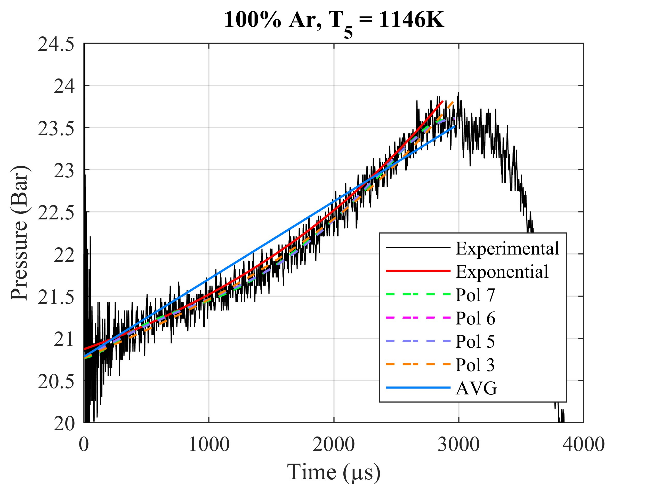 100% Ar, T5 = 1146K
Pressure (Bar)
24.5
24
23.5
23
22.5
22
21.5
21
20.5
20
0
1000
2000
3000
4000
Time (µs)
Experimental
Exponential
Pol 7
Pol 6
Pol 5
Pol 3
AVG